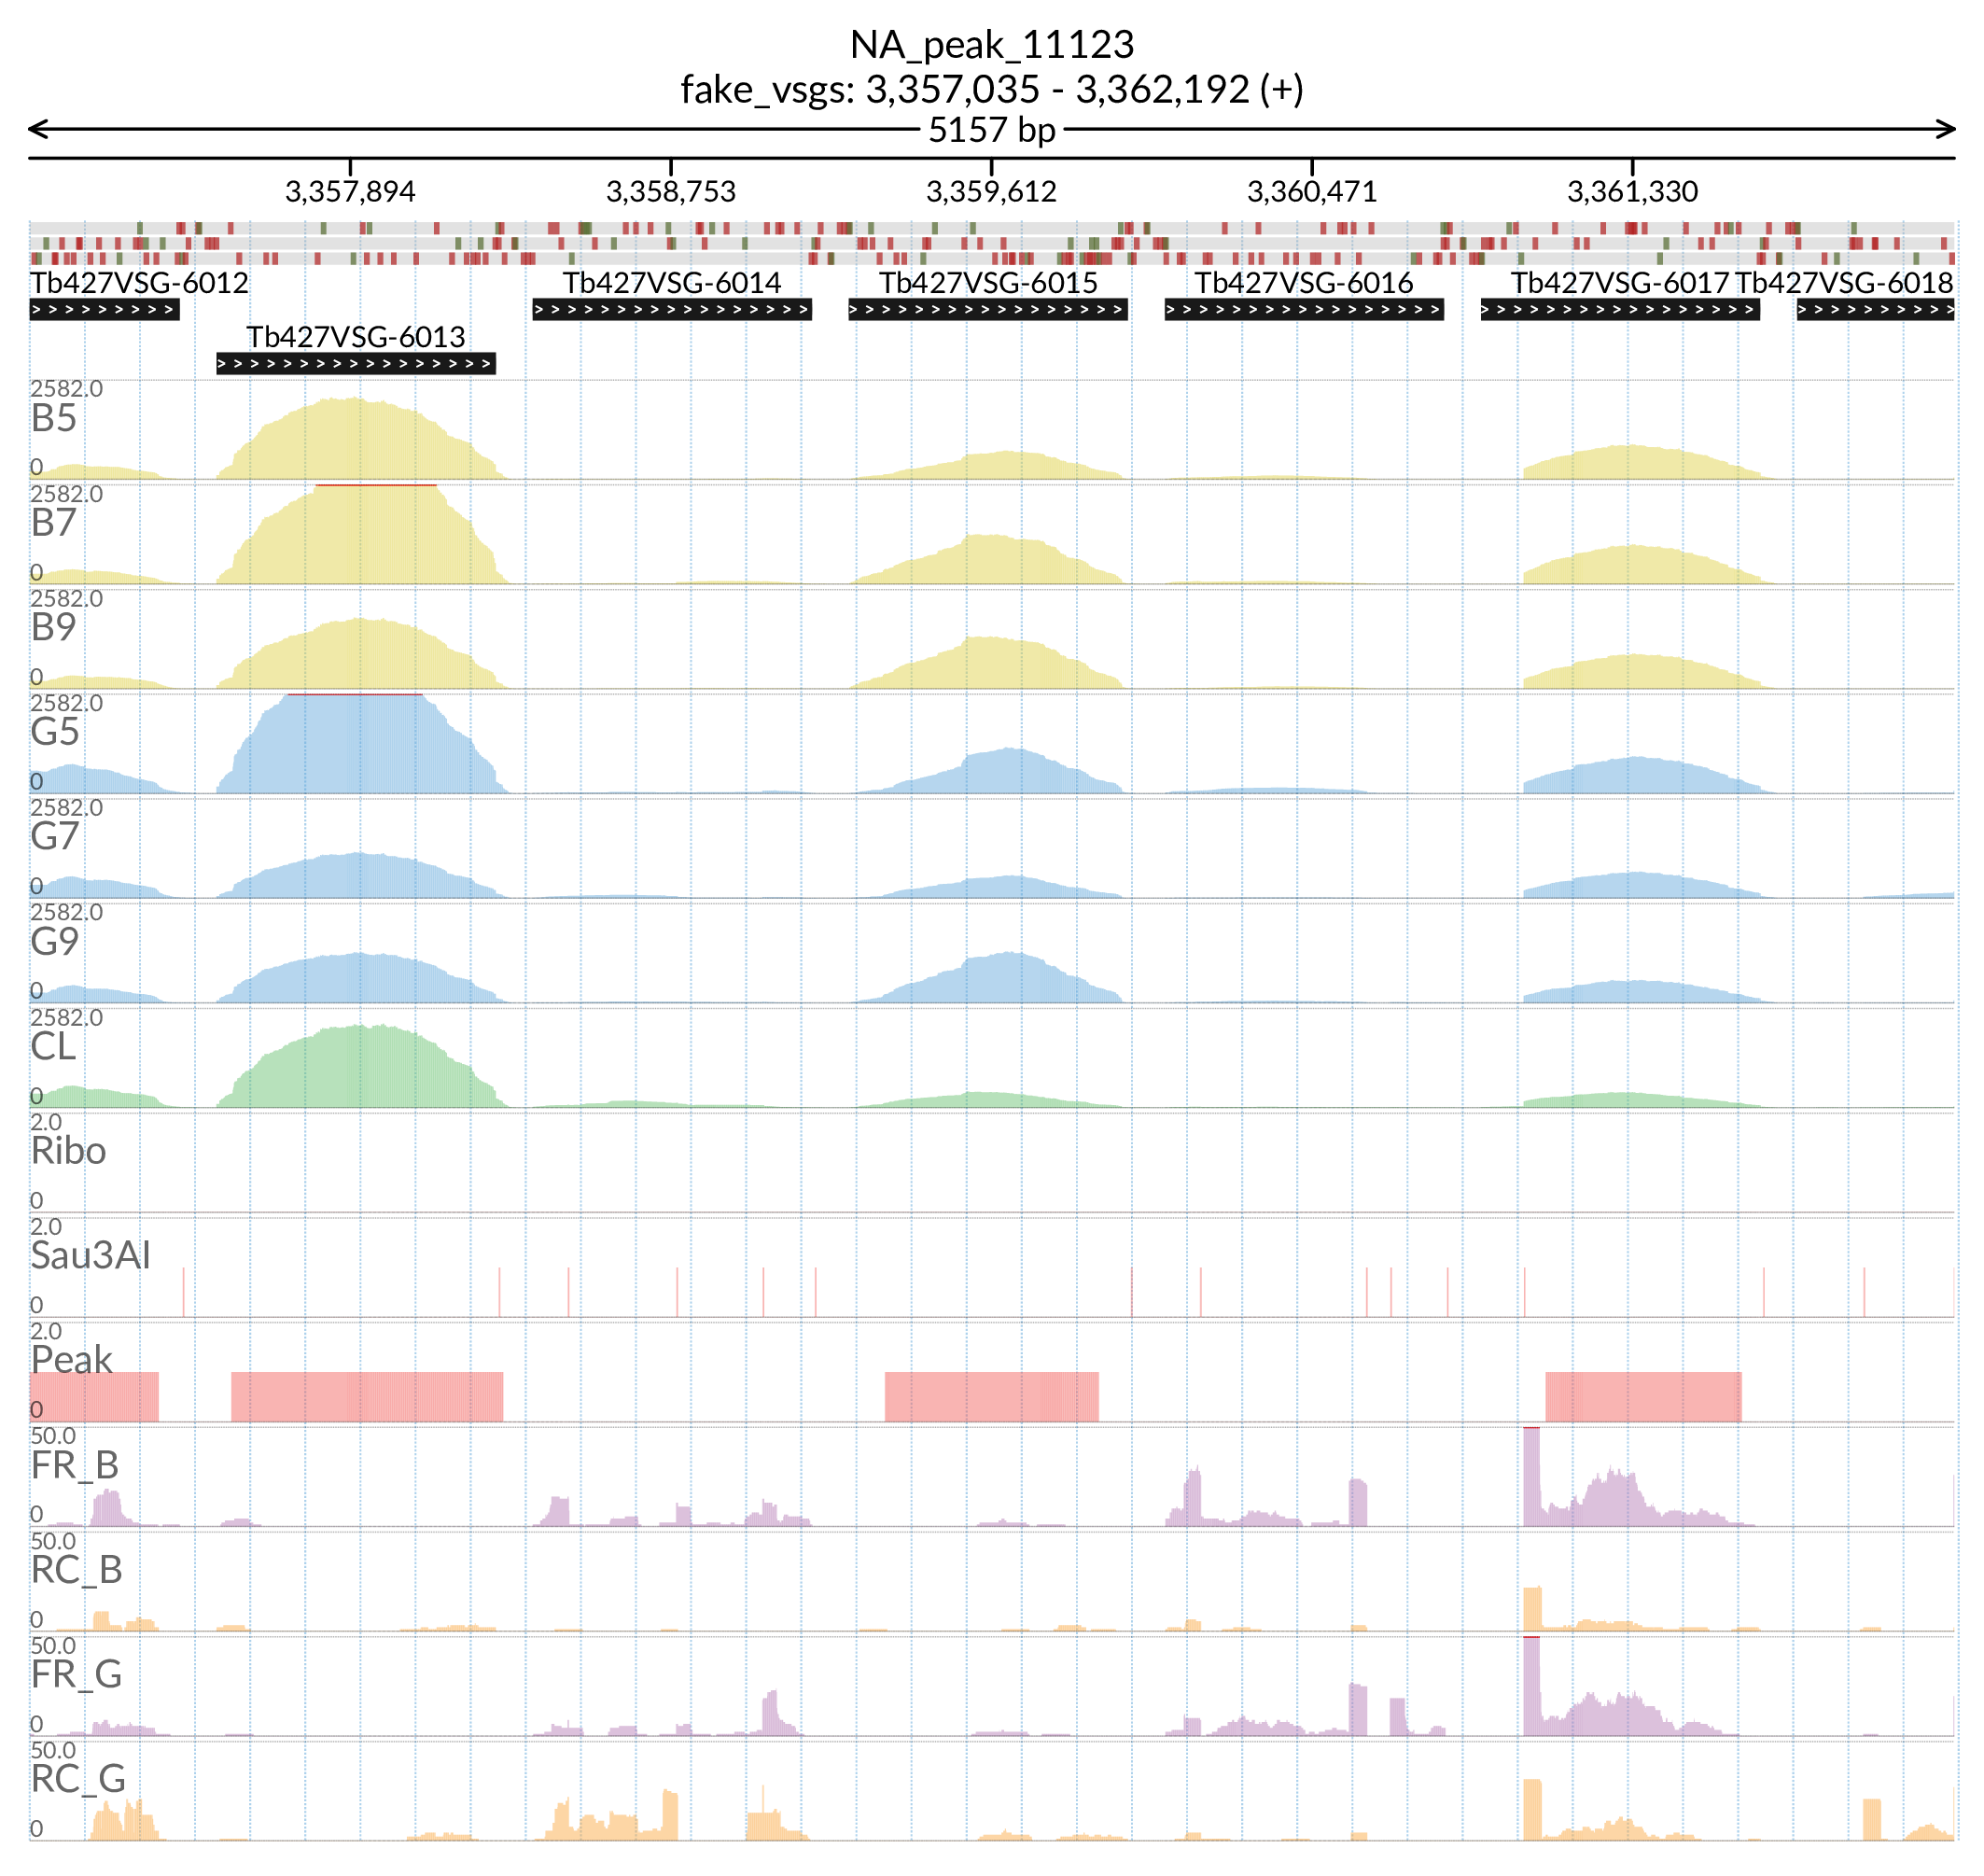 NA_peak_11123
fake_vsgs: 3,357,035 - 3,362,192 (+)
5157 bp
3,357,894 3,358,753 3,359,612 3,360,471 3,361,330
Tb427VSG-6012 Tb427VSG-6014 Tb427VSG-6015 Tb427VSG-6016 Tb427VSG-6017 Tb427VSG-6018
Tb427VSG-6013
2582.0
B5
0
2582.0
B7
0
2582.0
B9
0
2582.0
G5
0
2582.0
G7
0
2582.0
G9
0
2582.0
CL
0
2.0
Ribo
0
2.0
Sau3AI
0
2.0
Peak
0
50.0
FR_B
0
50.0
RC_B
0
50.0
FR_G
0
50.0
RC_G
0